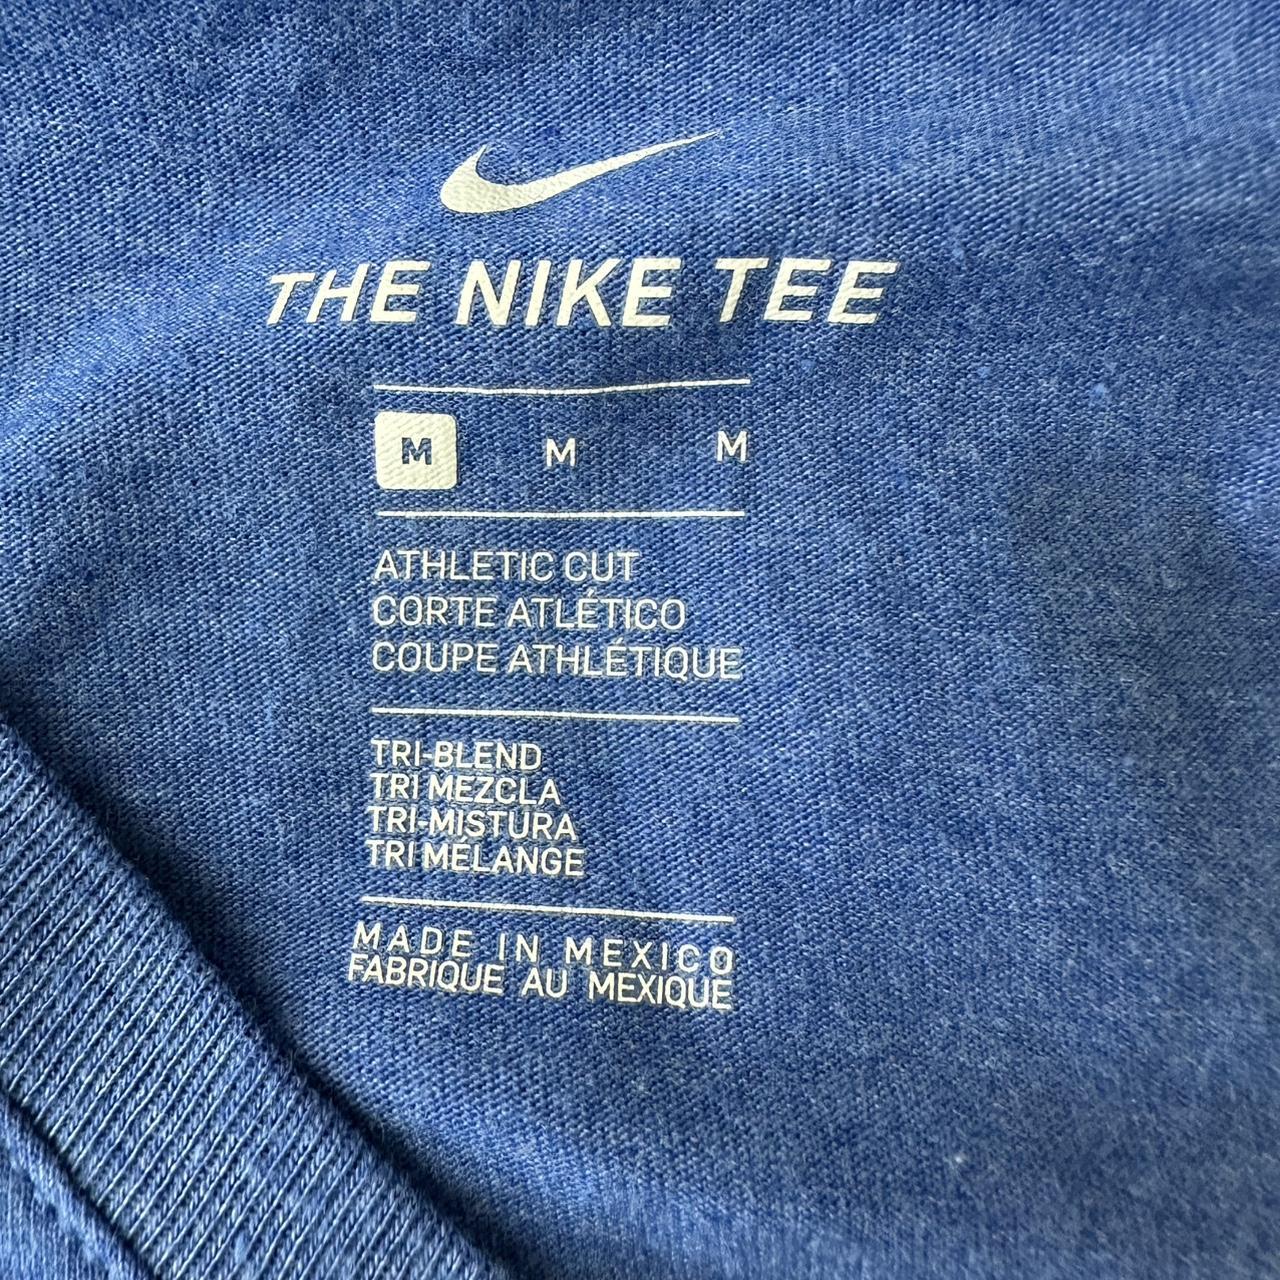 THE NIKE TEE
M M M
ATHLETIC CUT
CORTE ATLÉTICO
COUPE ATHLÉTIQUE
TRI-BLEND
TRI MEZCLA
TRI-MISTURA
TRI MÉLANGE
MADE IN MEXICO
FABRIQUE AU MEXIQUE